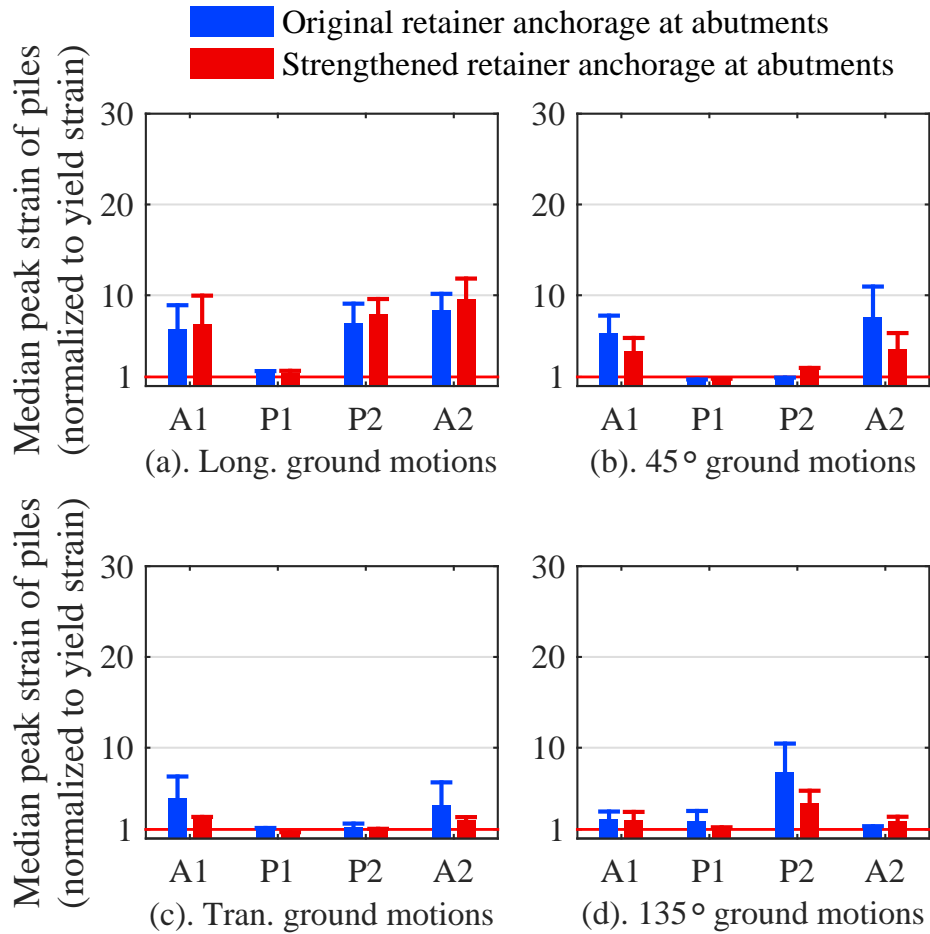 Original retainer anchorage at abutments
Strengthened retainer anchorage at abutments
Median peak strain of piles
(normalized to yield strain)
30
20
10
1
A1 P1 P2 A2
(a). Long. ground motions
30
20
10
1
A1 P1 P2 A2
(b). 45° ground motions
Median peak strain of piles
(normalized to yield strain)
30
20
10
1
A1 P1 P2 A2
(c). Tran. ground motions
30
20
10
1
A1 P1 P2 A2
(d). 135° ground motions